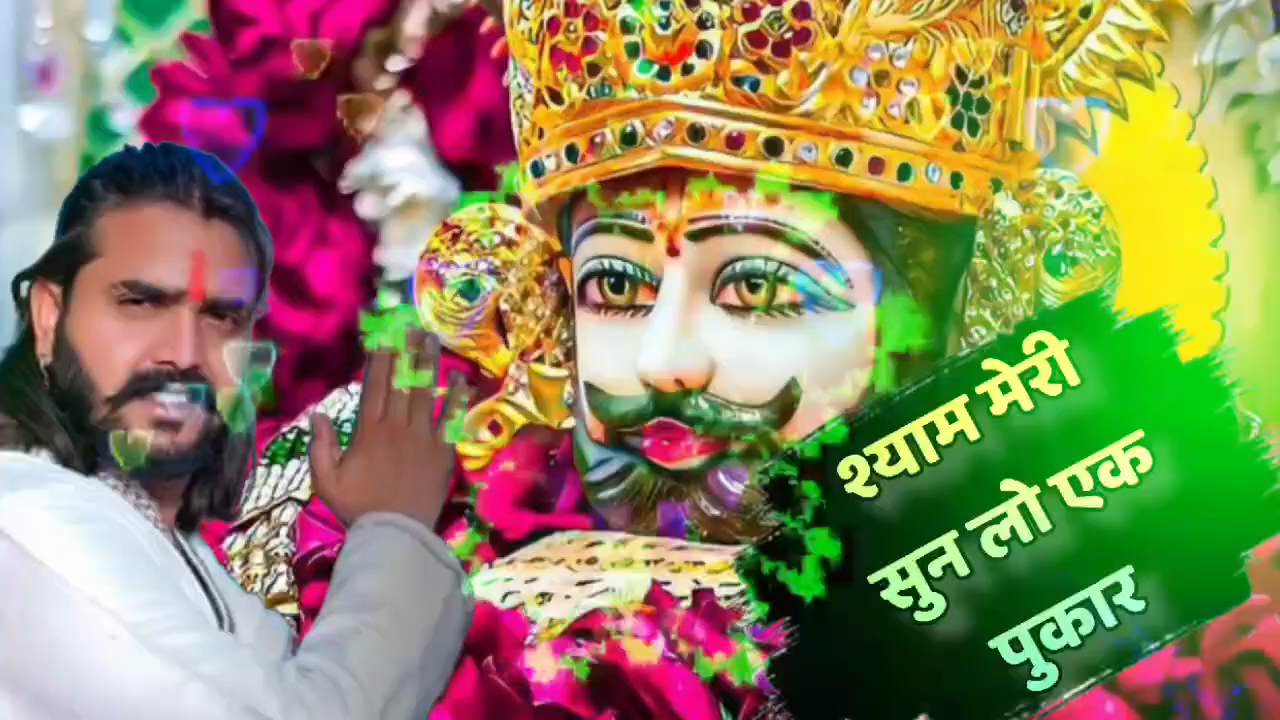 श्याम मेरी
सुन लो एक
पुकार